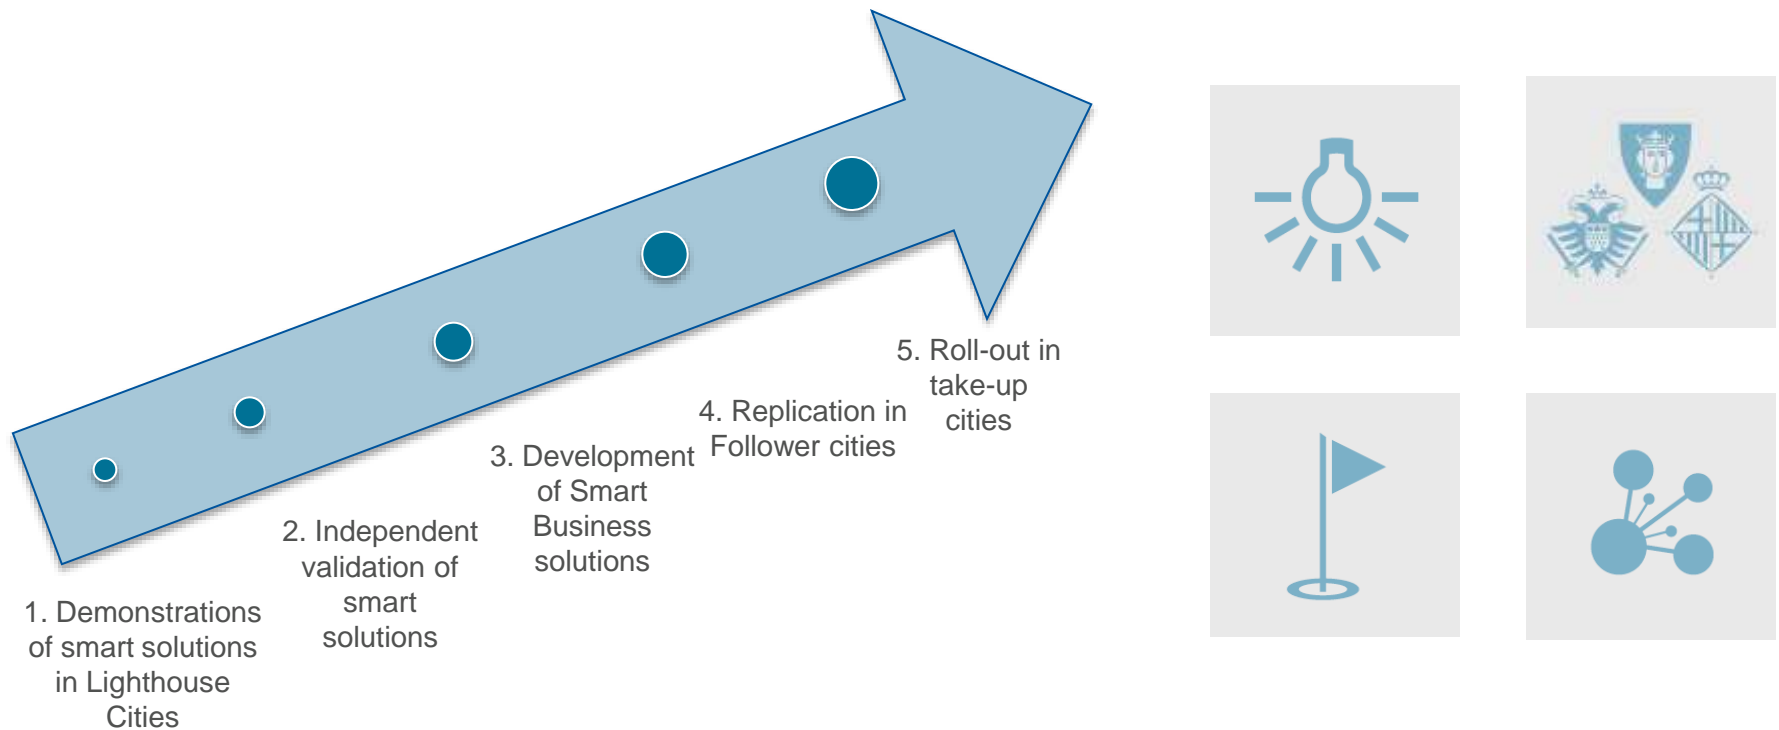 1. Demonstrations
of smart solutions
in Lighthouse
Cities
2. Independent
validation of
smart
solutions
3. Development
of Smart
Business
solutions
4. Replication in
Follower cities
5. Roll-out in
take-up
cities